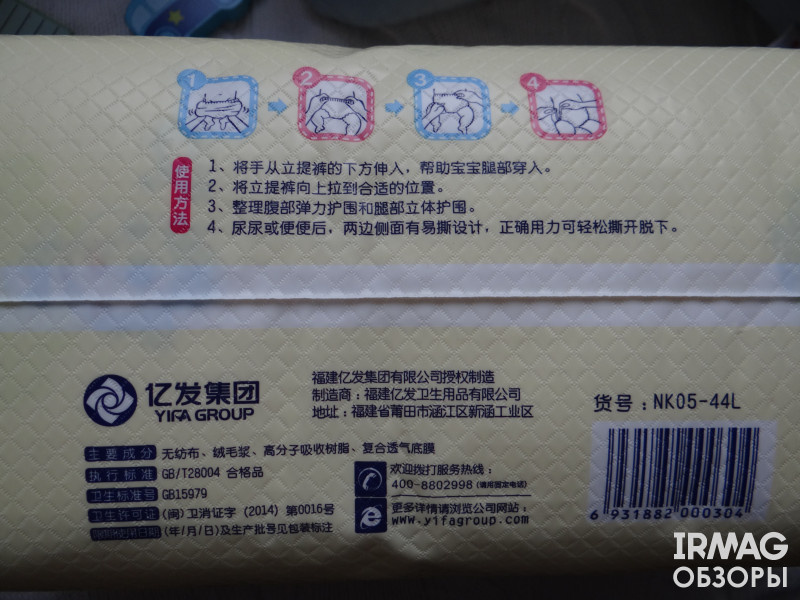 1 2 3 4
使用方法
1、将手从立提裤的下方伸入，帮助宝宝腿部穿入。
2、将立提裤向上拉到合适的位置。
3、整理腹部弹力护围和腿部立体护围。
4、尿尿或便便后，两边侧面有易撕设计，正确用力可轻松撕开脱下。
亿发集团
YIFA GROUP
福建亿发集团有限公司授权制造
制造商：福建亿发卫生用品有限公司
地址：福建省莆田市涵江区新涵工业区
货号：NK05-44L
主要成分 无纺布、绒毛浆、高分子吸收树脂、复合透气底膜
执行标准 GB/T28004 合格品
卫生标准号 GB15979
卫生许可证 (闽)卫消证字（2014）第0016号
(年/月/日)及生产批号见包装标注
欢迎拨打服务热线：
400-8802998 (请用固定电话)
更多详情请浏览公司网站：
www.yifagroup.com
6 931882 000304
IRMAG
ОБЗОРЫ